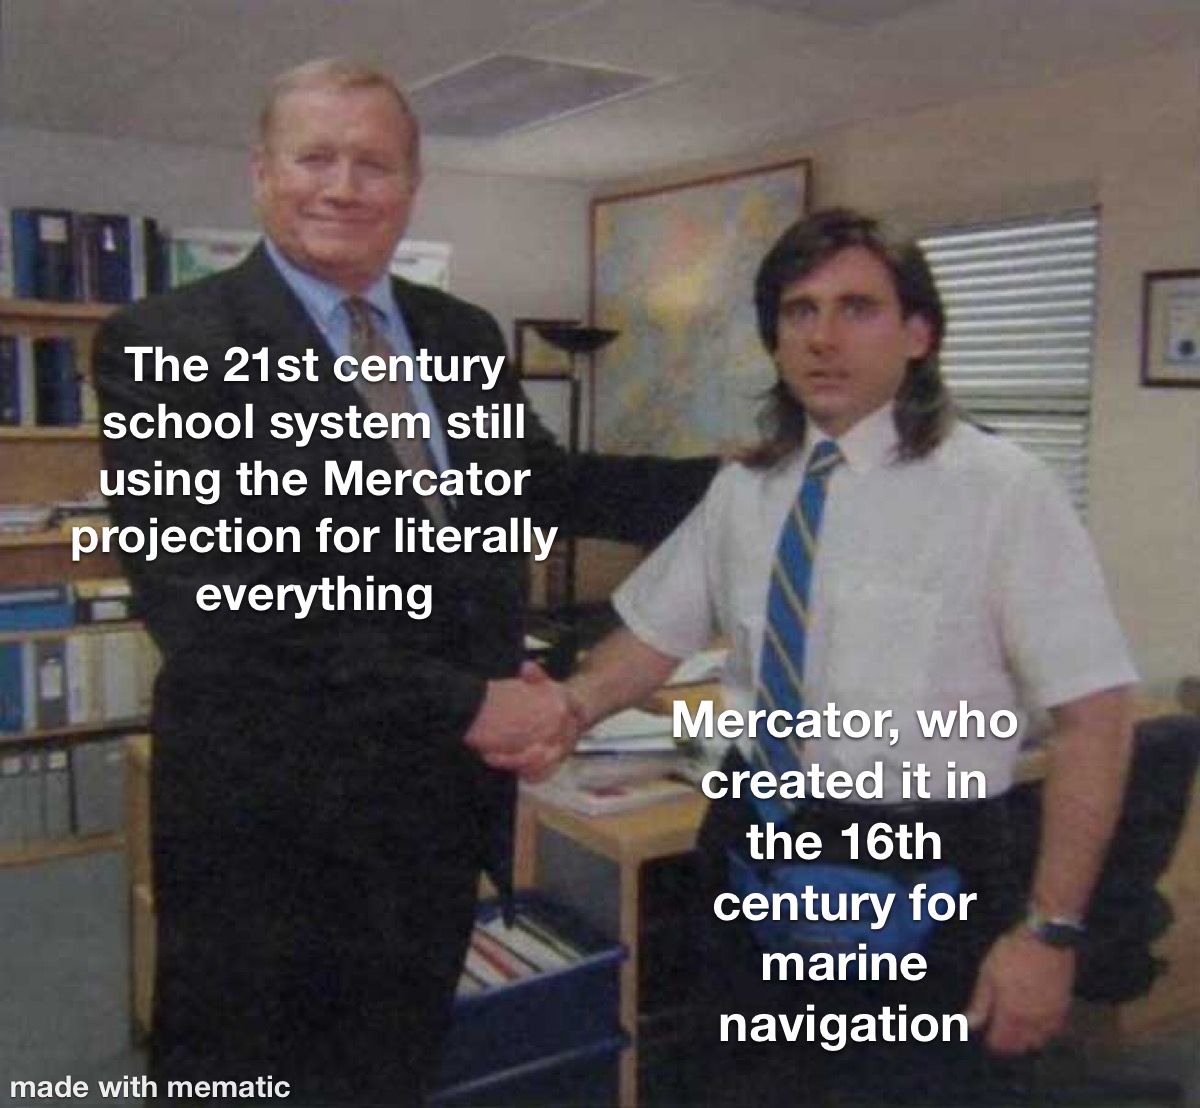 The 21st century
school system still
using the Mercator
projection for literally
everything
Mercator, who
created it in
the 16th
century for
marine
navigation
made with mematic